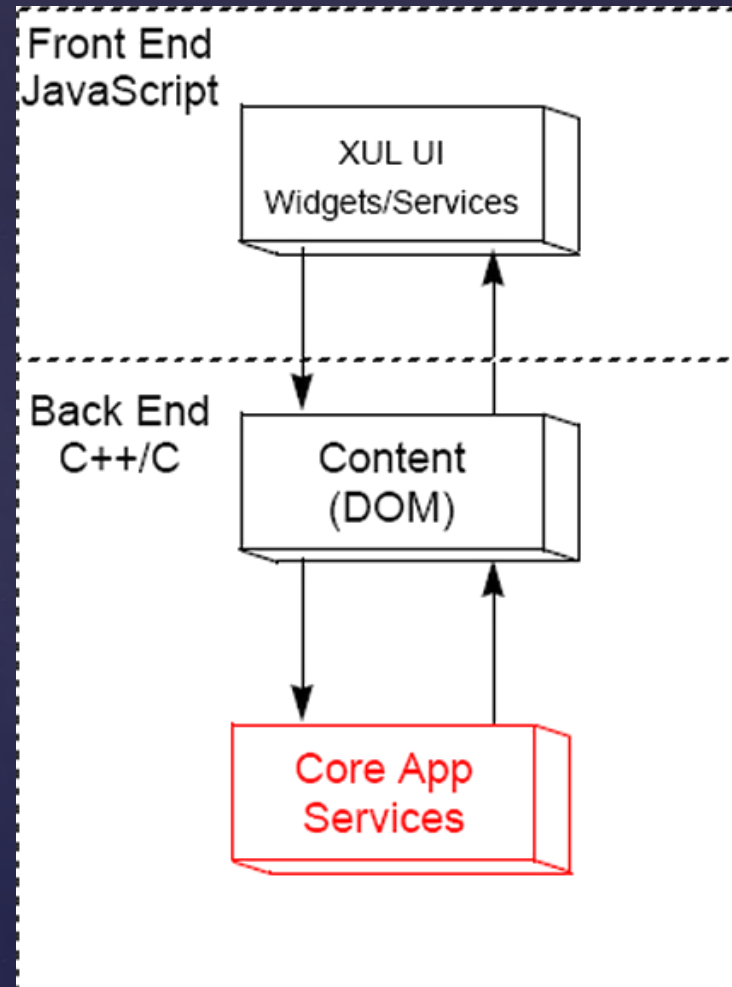 Front End
JavaScript
XUL UI
Widgets/Services
Back End
C++/C
Content
(DOM)
Core App
Services